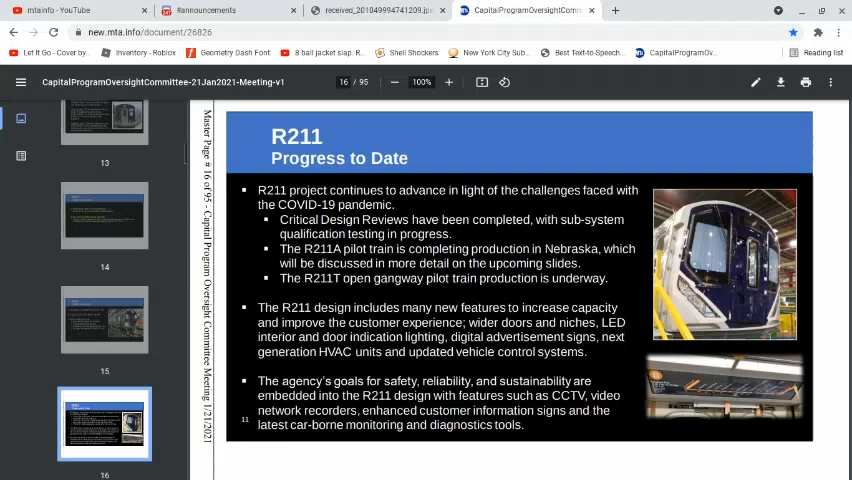 mtainfo - YouTube
#announcements
received_201049994741209.jpe
CapitalProgramOversightComm
new.mta.info/document/26826
Let It Go - Cover by...
Inventory - Roblox
Geometry Dash Font
8 ball jacket slap. R...
Shell Shockers
New York City Sub...
Best Text-to-Speech...
CapitalProgramOv...
Reading list
CapitalProgramOversightCommittee-21Jan2021-Meeting-v1
16 / 95
100%
13
14
15
16
Master Page # 16 of 95 - Capital Program Oversight Committee Meeting 1/21/2021
R211
Progress to Date
R211 project continues to advance in light of the challenges faced with
the COVID-19 pandemic.
Critical Design Reviews have been completed, with sub-system
qualification testing in progress.
The R211A pilot train is completing production in Nebraska, which
will be discussed in more detail on the upcoming slides.
The R211T open gangway pilot train production is underway.
The R211 design includes many new features to increase capacity
and improve the customer experience; wider doors and niches, LED
interior and door indication lighting, digital advertisement signs, next
generation HVAC units and updated vehicle control systems.
The agency's goals for safety, reliability, and sustainability are
embedded into the R211 design with features such as CCTV, video
network recorders, enhanced customer information signs and the
latest car-borne monitoring and diagnostics tools.
11